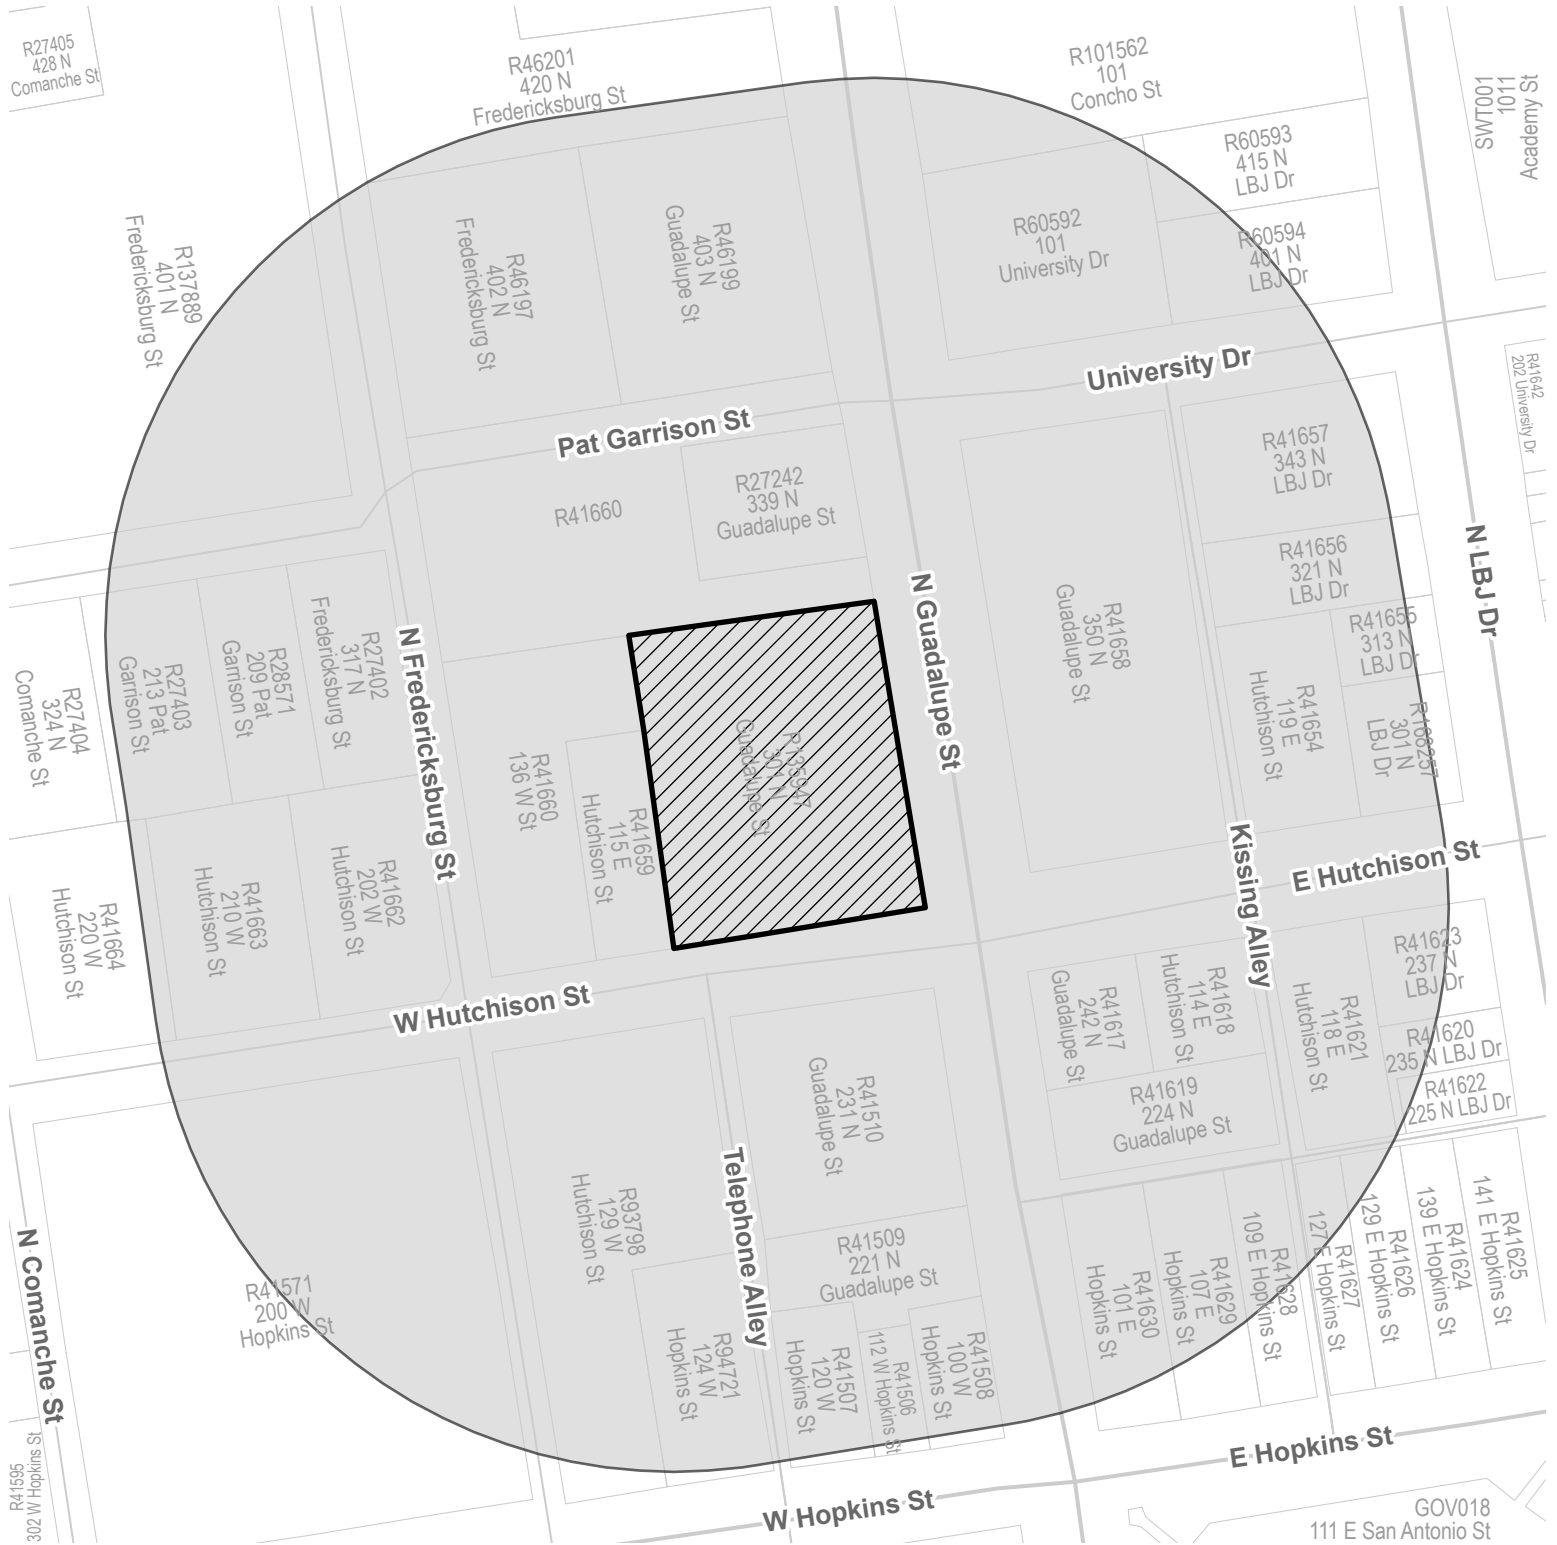 R27405
428 N
Comanche St
R46201
420 N
Fredericksburg St
R101562
101
Concho St
SWT001
1011
Academy St
R60593
415 N
LBJ Dr
R60594
401 N
LBJ Dr
R60592
101
University Dr
R137889
401 N
Fredericksburg St
R46197
402 N
Fredericksburg St
R46199
403 N
Guadalupe St
University Dr
R41642
202 University Dr
Pat Garrison St
R41660
R27242
339 N
Guadalupe St
R41657
343 N
LBJ Dr
R41656
321 N
LBJ Dr
N LBJ Dr
R41655
313 N
LBJ Dr
R41658
350 N
Guadalupe St
N Guadalupe St
R41654
119 E
Hutchison St
R168257
301 N
LBJ Dr
R27404
324 N
Comanche St
R27403
213 Pat
Garrison St
R28571
209 Pat
Garrison St
R27402
317 N
Fredericksburg St
N Fredericksburg St
R41660
136 W St
R41659
115 E
Hutchison St
R135947
301 N
Guadalupe St
Kissing Alley
E Hutchison St
R41664
220 W
Hutchison St
R41663
210 W
Hutchison St
R41662
202 W
Hutchison St
W Hutchison St
R41617
242 N
Guadalupe St
R41618
114 E
Hutchison St
R41621
118 E
Hutchison St
R41623
237 N
LBJ Dr
R41620
235 N LBJ Dr
R41622
225 N LBJ Dr
R41619
224 N
Guadalupe St
R41510
231 N
Guadalupe St
Telephone Alley
R93798
129 W
Hutchison St
R41509
221 N
Guadalupe St
R41571
200 W
Hopkins St
N Comanche St
R94721
124 W
Hopkins St
R41507
120 W
Hopkins St
R41506
112 W Hopkins St
R41508
100 W
Hopkins St
R41630
101 E
Hopkins St
R41629
107 E
Hopkins St
R41628
109 E Hopkins St
R41627
127 E Hopkins St
R41626
129 E Hopkins St
R41624
139 E Hopkins St
R41625
141 E Hopkins St
R41595
302 W Hopkins St
E Hopkins St
W Hopkins St
GOV018
111 E San Antonio St